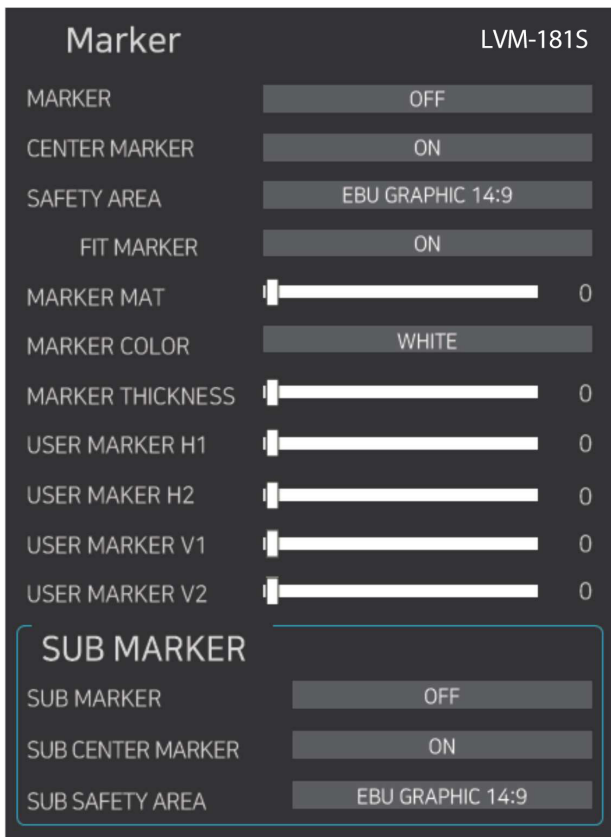 Marker LVM-181S
MARKER OFF
CENTER MARKER ON
SAFETY AREA EBU GRAPHIC 14:9
FIT MARKER ON
MARKER MAT 0
MARKER COLOR WHITE
MARKER THICKNESS 0
USER MARKER H1 0
USER MAKER H2 0
USER MARKER V1 0
USER MARKER V2 0
SUB MARKER
SUB MARKER OFF
SUB CENTER MARKER ON
SUB SAFETY AREA EBU GRAPHIC 14:9